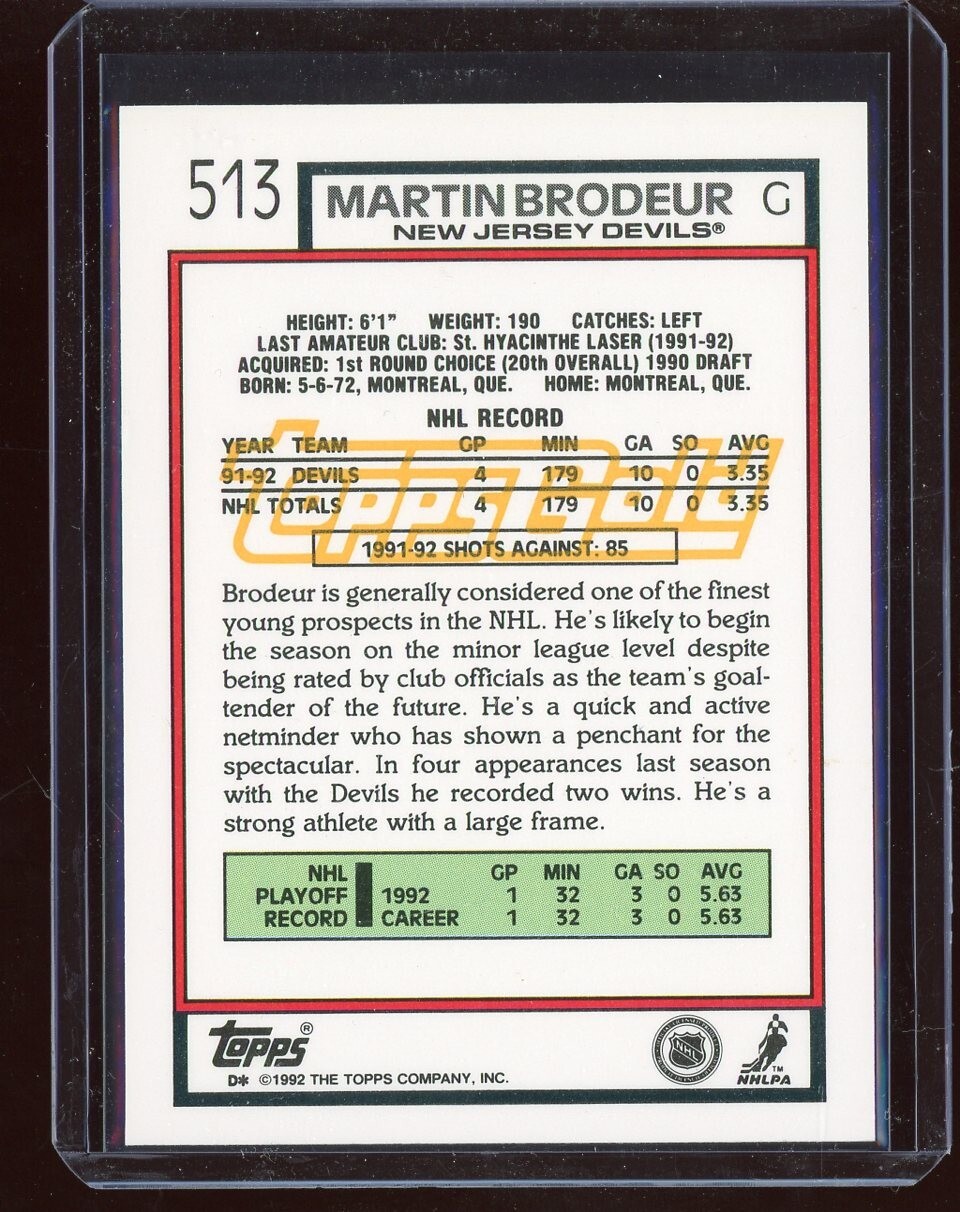 513 MARTIN BRODEUR G
NEW JERSEY DEVILS®
HEIGHT: 6'1" WEIGHT: 190 CATCHES: LEFT
LAST AMATEUR CLUB: St. HYACINTHE LASER (1991-92)
ACQUIRED: 1st ROUND CHOICE (20th OVERALL) 1990 DRAFT
BORN: 5-6-72, MONTREAL, QUE. HOME: MONTREAL, QUE.
NHL RECORD
YEAR TEAM GP MIN GA SO AVG
91-92 DEVILS 4 179 10 0 3.35
NHL TOTALS 4 179 10 0 3.35
ToppsGold
1991-92 SHOTS AGAINST: 85
Brodeur is generally considered one of the finest
young prospects in the NHL. He's likely to begin
the season on the minor league level despite
being rated by club officials as the team's goal-
tender of the future. He's a quick and active
netminder who has shown a penchant for the
spectacular. In four appearances last season
with the Devils he recorded two wins. He's a
strong athlete with a large frame.
NHL GP MIN GA SO AVG
PLAYOFF 1992 1 32 3 0 5.63
RECORD CAREER 1 32 3 0 5.63
Topps®
D* ©1992 THE TOPPS COMPANY, INC.
NHL
NHLPA TM